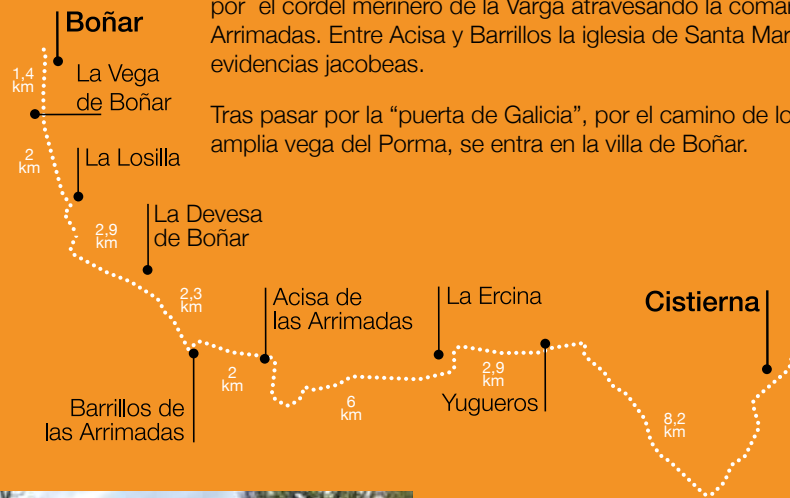 por el cordel merinero de la Varga atravesando la
Arrimadas. Entre Acisa y Barrillos la iglesia de Santa
evidencias jacobeas.
Tras pasar por la “puerta de Galicia”, por el camino de
amplia vega del Porma, se entra en la villa de Boñar.
Boñar
1,4
km
La Vega
de Boñar
2
km
La Losilla
2,9
km
La Devesa
de Boñar
2,3
km
Barrillos de
las Arrimadas
2
km
Acisa de
las Arrimadas
6
km
La Ercina
2,9
km
Yugueros
8,2
km
Cistierna